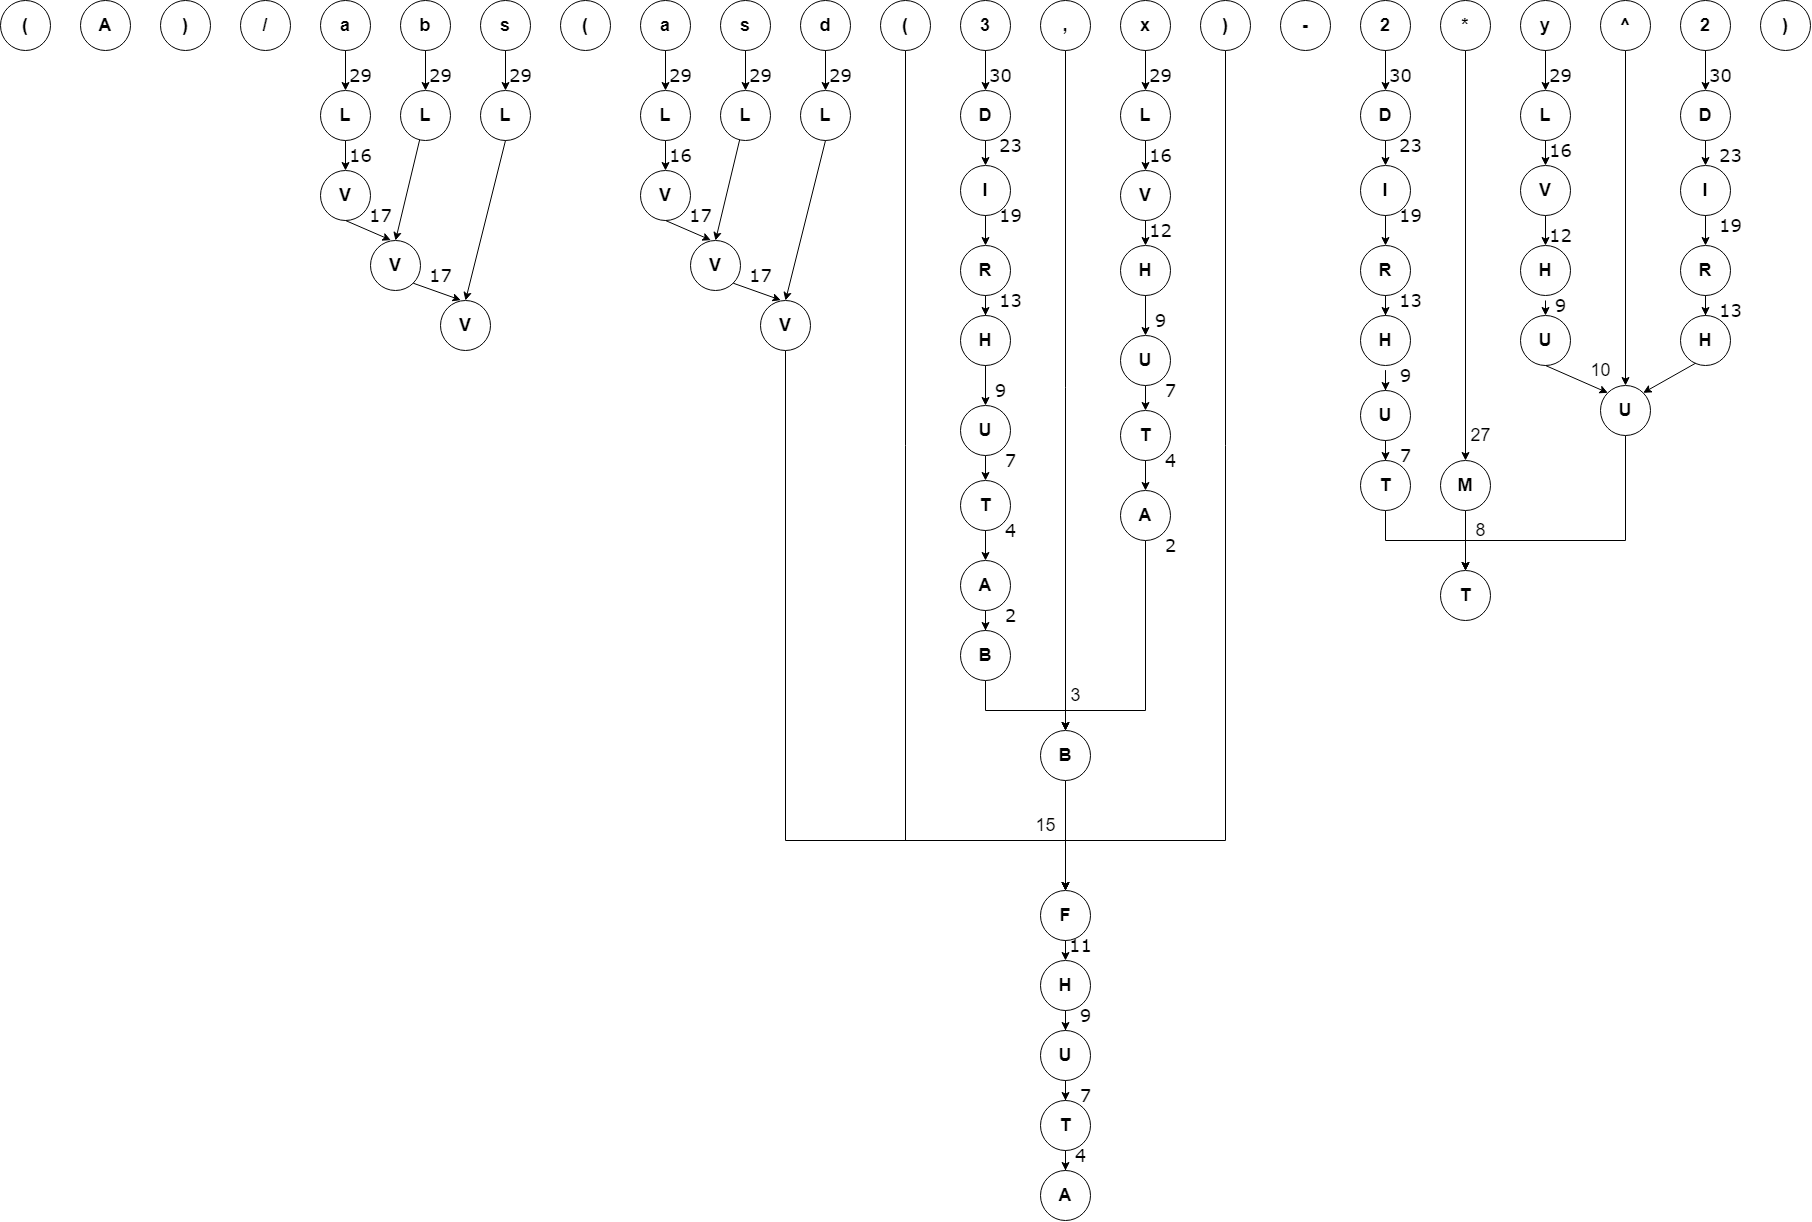 ( A ) / a b s ( a s d ( 3 , x ) - 2 * y ^ 2 )
29 29 29 29 29 29 30 29 30 29 30
L L L L L L D L D L D
16 16 23 16 23 16 23
V V I V I V I
17 17 19 12 19 12 19
V V R H R H R
17 17 13 9 13 9 13
V V H U H U H
9 7 9 10
U T U U
7 4 7 27
T A T M
4 2 8
A T
2
B
3
B
15
F
11
H
9
U
7
T
4
A